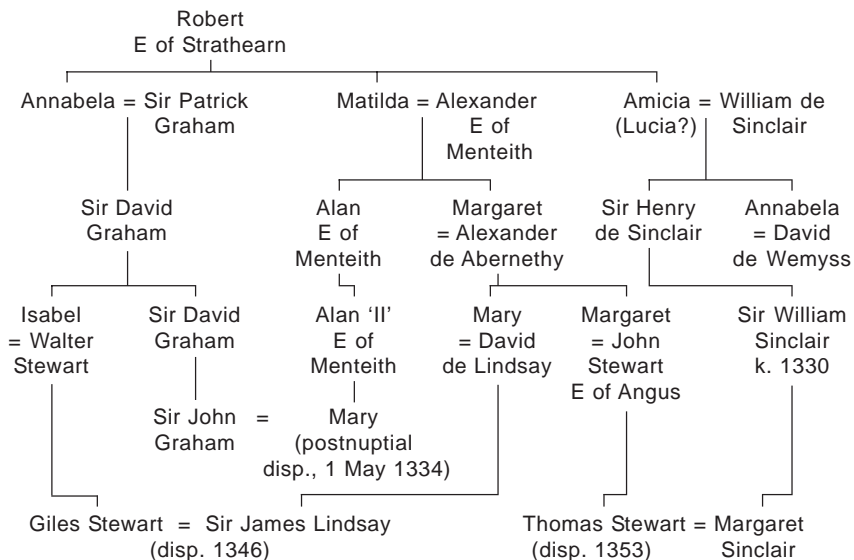 Robert
E of Strathearn
Annabela = Sir Patrick Graham
Matilda = Alexander E of Menteith
Amicia = William de Sinclair
(Lucia?)
Sir David
Graham
Alan
E of
Menteith
Margaret
= Alexander
de Abernethy
Sir Henry
de Sinclair
Annabela
= David
de Wemyss
Isabel
= Walter
Stewart
Sir David
Graham
Alan ‘II’
E of
Menteith
Mary
= David
de Lindsay
Margaret
= John
Stewart
E of Angus
Sir William
Sinclair
k. 1330
Sir John
Graham
=
Mary
(postnuptial
disp., 1 May 1334)
Giles Stewart = Sir James Lindsay
(disp. 1346)
Thomas Stewart = Margaret
(disp. 1353) Sinclair